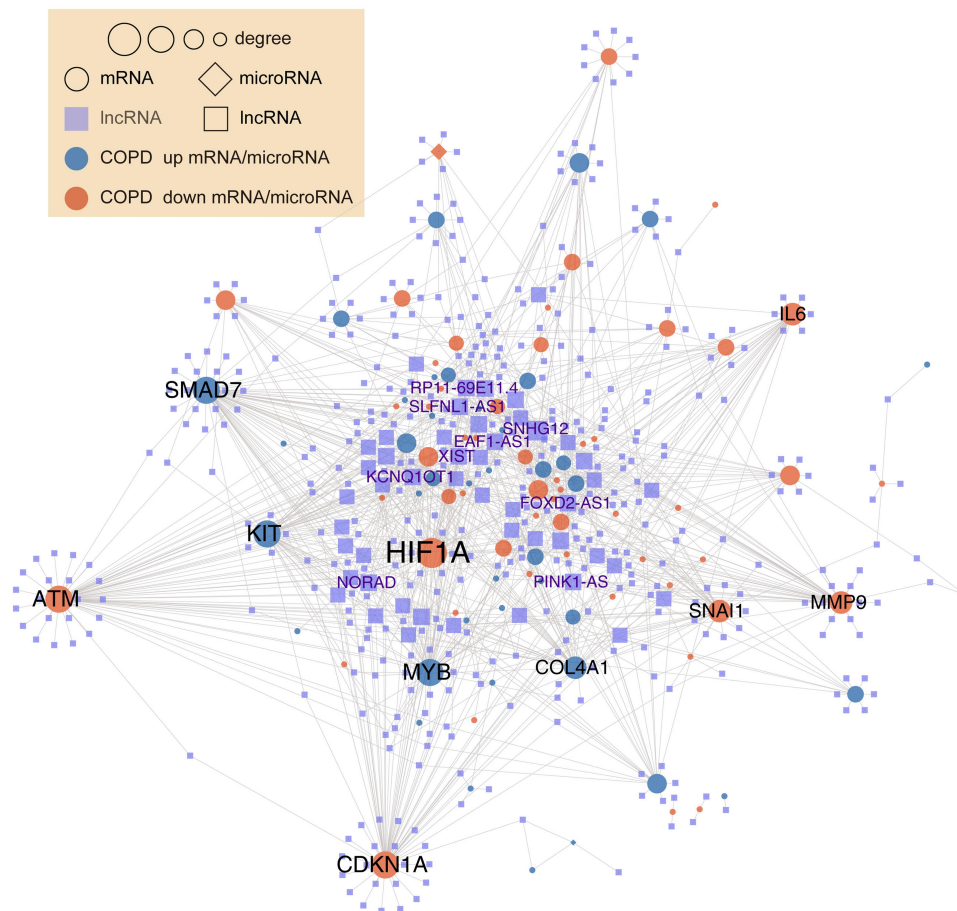 degree
mRNA
microRNA
lncRNA
lncRNA
COPD up mRNA/microRNA
COPD down mRNA/microRNA
IL6
SMAD7
RP11-69E11.4
SLFNL1-AS1
SNHG12
EAF1-AS1
XIST
KCNQ1OT1
FOXD2-AS1
KIT
HIF1A
NORAD
PINK1-AS
ATM
SNAI1
MMP9
MYB
COL4A1
CDKN1A